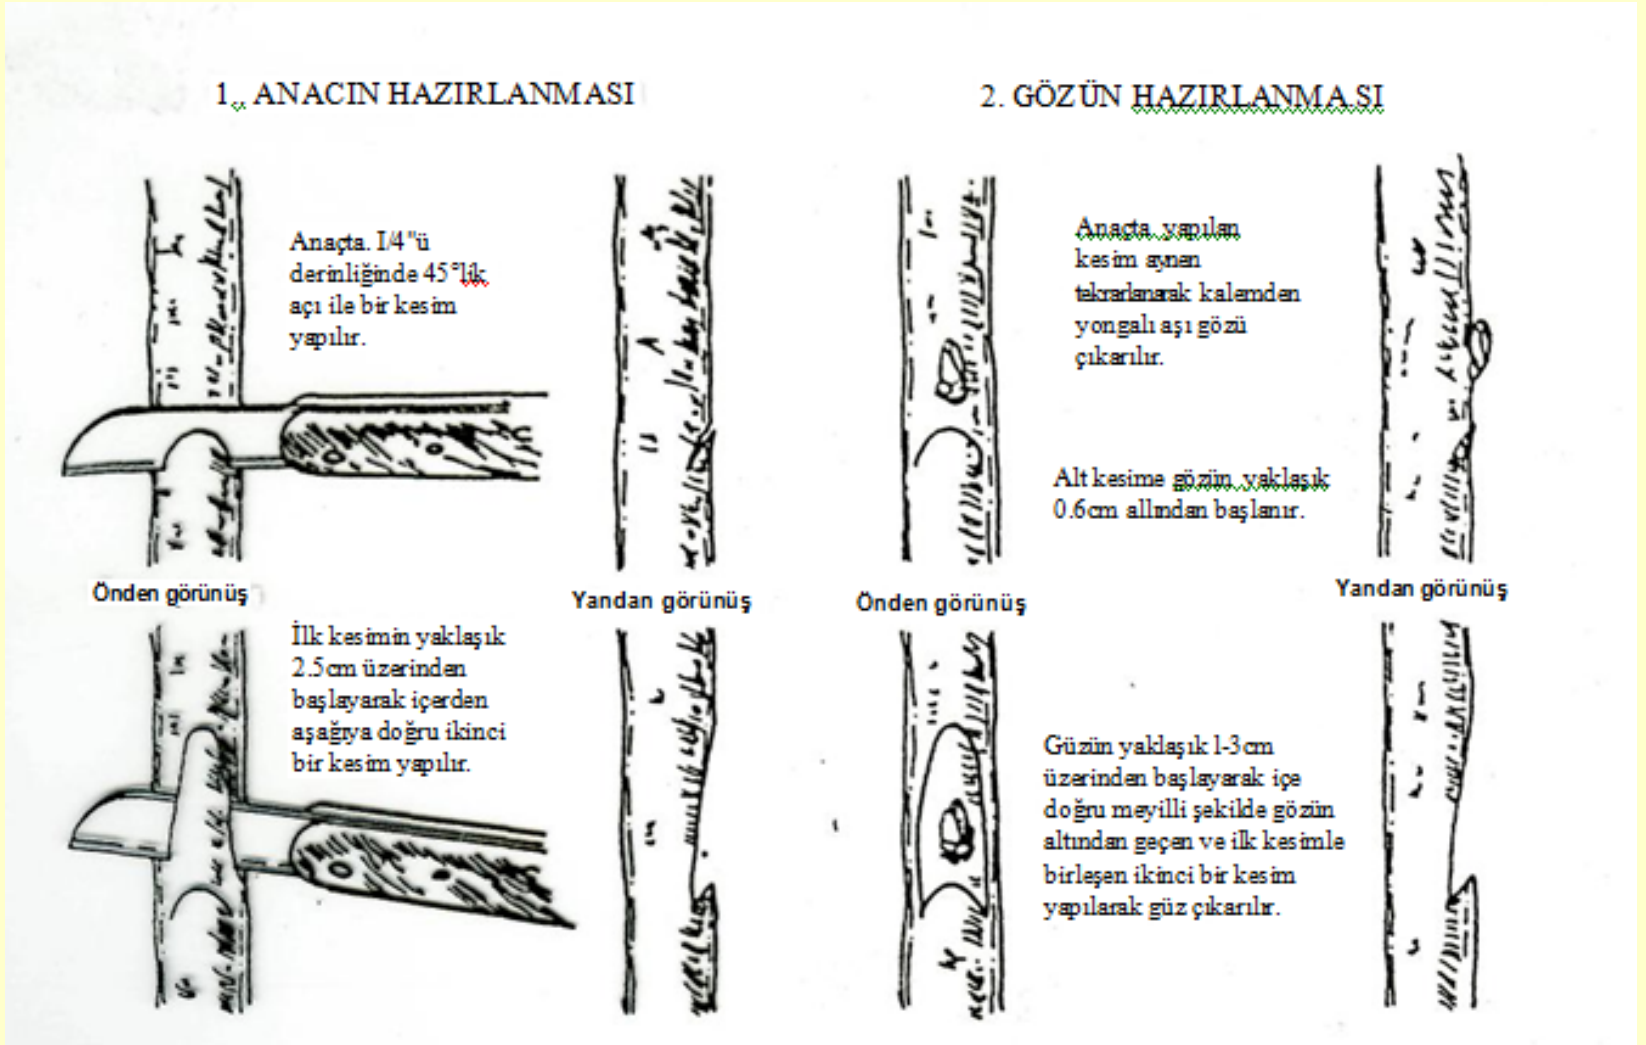 1., ANACIN HAZIRLANMASI
Anaçta. I/4"ü
derinliğinde 45°lik
açı ile bir kesim
yapılır.
Önden görünüş
Yandan görünüş
İlk kesimin yaklaşık
2.5cm üzerinden
başlayarak içerden
aşağıya doğru ikinci
bir kesim yapılır.
2. GÖZÜN HAZIRLANMA.SI
Anaçta yapılan
kesim aynen
tekrarlanarak kalemden
yongalı aşı gözü
çıkarılır.
Alt kesime gözün yaklaşık
0.6cm allından başlanır.
Önden görünüş
Yandan görünüş
Güzün yaklaşık l-3cm
üzerinden başlayarak içe
doğru meyilli şekilde gözün
altından geçen ve ilk kesimle
birleşen ikinci bir kesim
yapılarak güz çıkarılır.